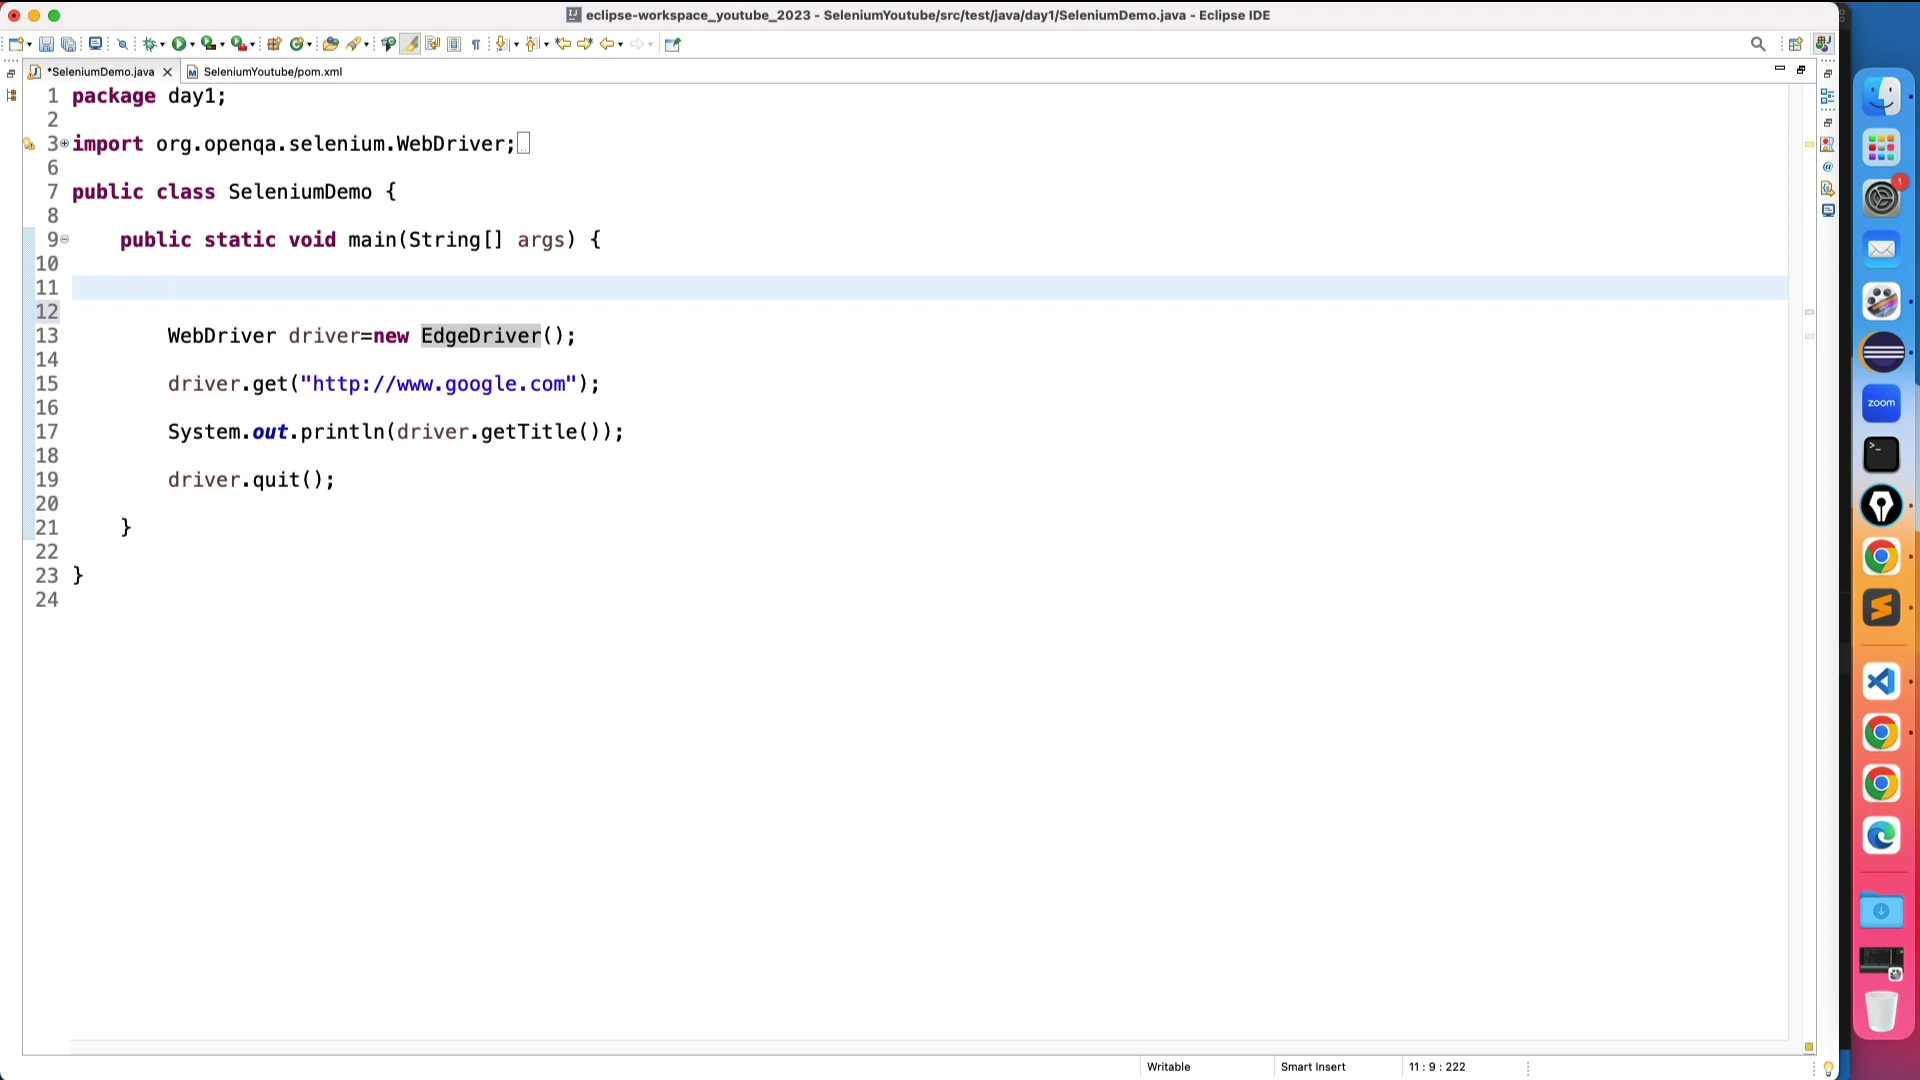 eclipse-workspace_youtube_2023 - SeleniumYoutube/src/test/java/day1/SeleniumDemo.java - Eclipse IDE
*SeleniumDemo.java
SeleniumYoutube/pom.xml
1 package day1;
2
3 import org.openqa.selenium.WebDriver;
6
7 public class SeleniumDemo {
8
9 public static void main(String[] args) {
10
11
12
13 WebDriver driver=new EdgeDriver();
14
15 driver.get("http://www.google.com");
16
17 System.out.println(driver.getTitle());
18
19 driver.quit();
20
21 }
22
23 }
24
1
zoom
Writable
Smart Insert
11 : 9 : 222